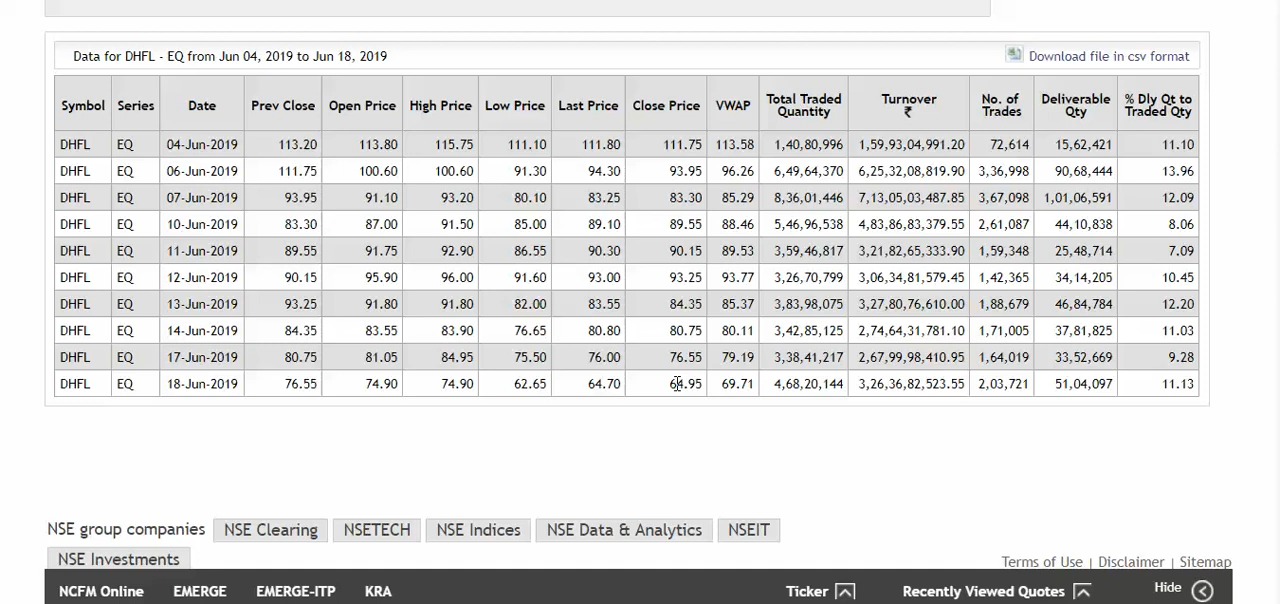 Data for DHFL - EQ from Jun 04, 2019 to Jun 18, 2019 Download file in csv format
Symbol Series Date Prev Close Open Price High Price Low Price Last Price Close Price VWAP Total Traded Quantity Turnover ₹ No. of Trades Deliverable Qty % Dly Qt to Traded Qty
DHFL EQ 04-Jun-2019 113.20 113.80 115.75 111.10 111.80 111.75 113.58 1,40,80,996 1,59,93,04,991.20 72,614 15,62,421 11.10
DHFL EQ 06-Jun-2019 111.75 100.60 100.60 91.30 94.30 93.95 96.26 6,49,64,370 6,25,32,08,819.90 3,36,998 90,68,444 13.96
DHFL EQ 07-Jun-2019 93.95 91.10 93.20 80.10 83.25 83.30 85.29 8,36,01,446 7,13,05,03,487.85 3,67,098 1,01,06,591 12.09
DHFL EQ 10-Jun-2019 83.30 87.00 91.50 85.00 89.10 89.55 88.46 5,46,96,538 4,83,86,83,379.55 2,61,087 44,10,838 8.06
DHFL EQ 11-Jun-2019 89.55 91.75 92.90 86.55 90.30 90.15 89.53 3,59,46,817 3,21,82,65,333.90 1,59,348 25,48,714 7.09
DHFL EQ 12-Jun-2019 90.15 95.90 96.00 91.60 93.00 93.25 93.77 3,26,70,799 3,06,34,81,579.45 1,42,365 34,14,205 10.45
DHFL EQ 13-Jun-2019 93.25 91.80 91.80 82.00 83.55 84.35 85.37 3,83,98,075 3,27,80,76,610.00 1,88,679 46,84,784 12.20
DHFL EQ 14-Jun-2019 84.35 83.55 83.90 76.65 80.80 80.75 80.11 3,42,85,125 2,74,64,31,781.10 1,71,005 37,81,825 11.03
DHFL EQ 17-Jun-2019 80.75 81.05 84.95 75.50 76.00 76.55 79.19 3,38,41,217 2,67,99,98,410.95 1,64,019 33,52,669 9.28
DHFL EQ 18-Jun-2019 76.55 74.90 74.90 62.65 64.70 64.95 69.71 4,68,20,144 3,26,36,82,523.55 2,03,721 51,04,097 11.13
NSE group companies NSE Clearing NSETECH NSE Indices NSE Data & Analytics NSEIT
NSE Investments
Terms of Use | Disclaimer | Sitemap
NCFM Online EMERGE EMERGE-ITP KRA Ticker Recently Viewed Quotes Hide